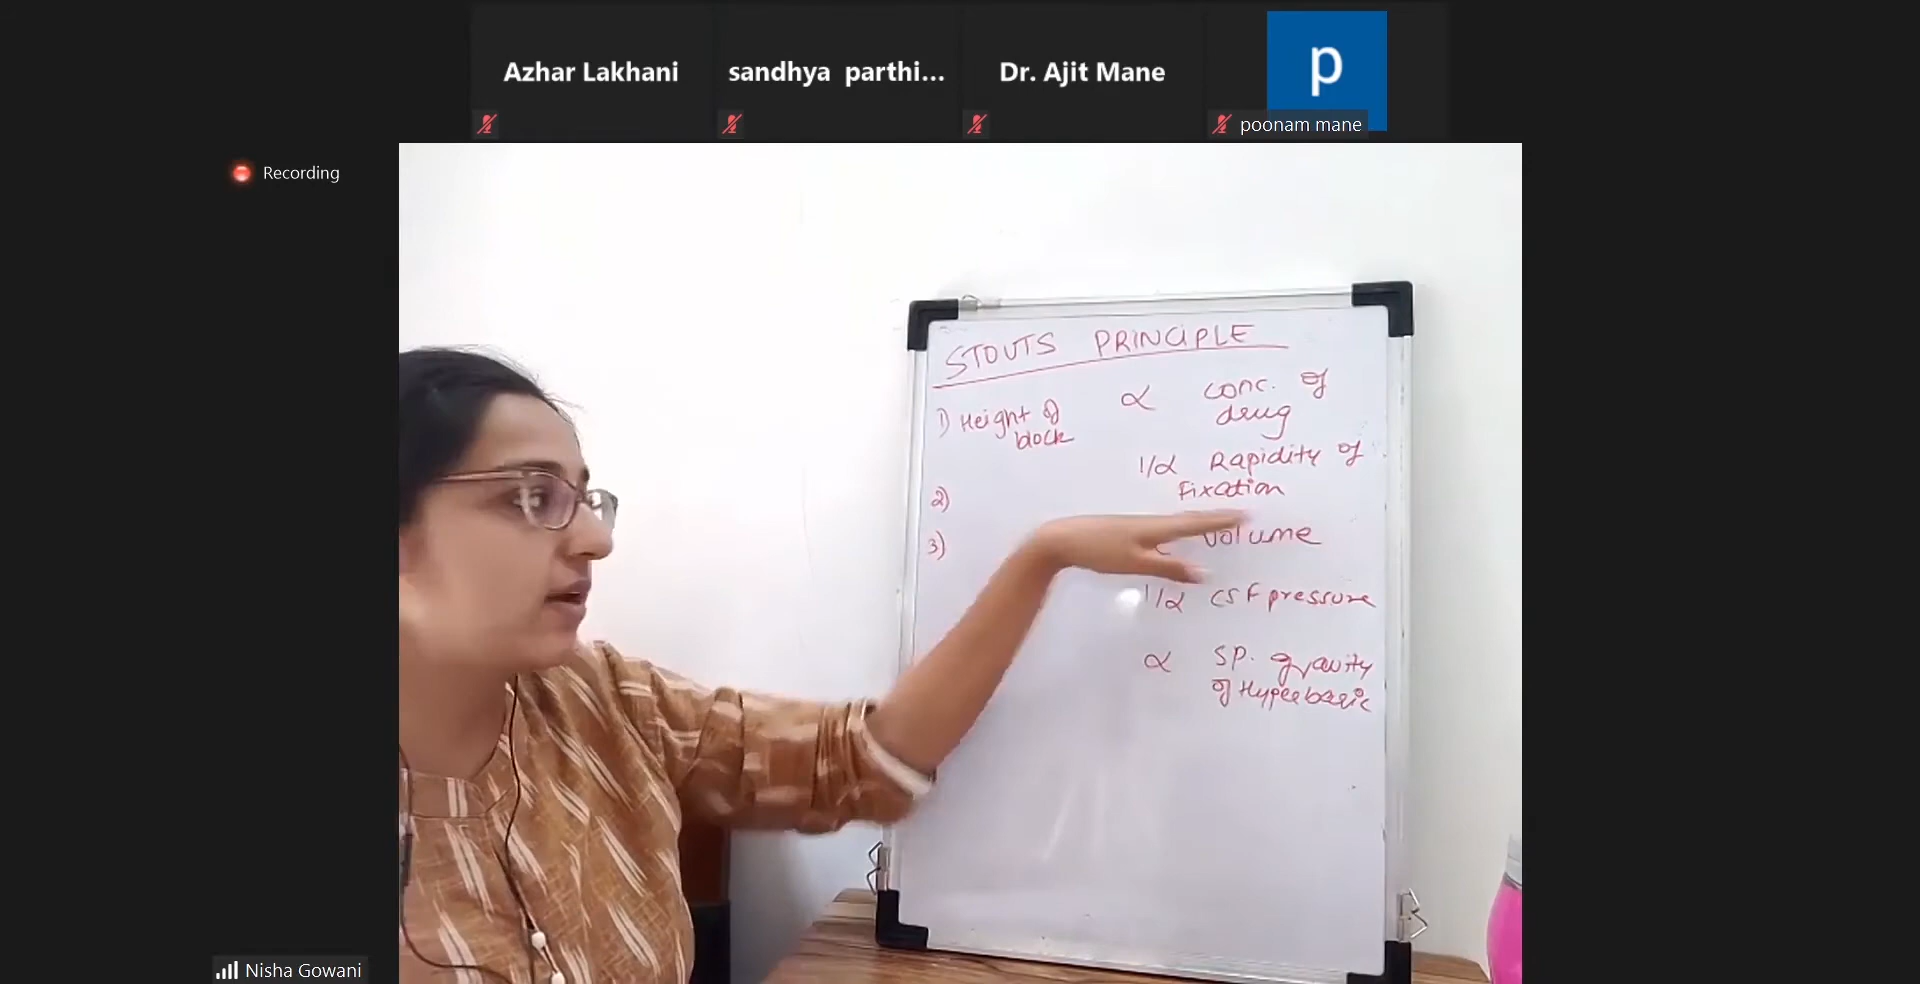 Azhar Lakhani
sandhya parthi...
Dr. Ajit Mane
p
poonam mane
Recording
STOUTS PRINCIPLE
1) Height of block
∝ conc. of drug
1/∝ Rapidity of Fixation
2)
3)
volume
1/∝ CSF pressure
∝ SP. gravity
of Hyperbaric
Nisha Gowani